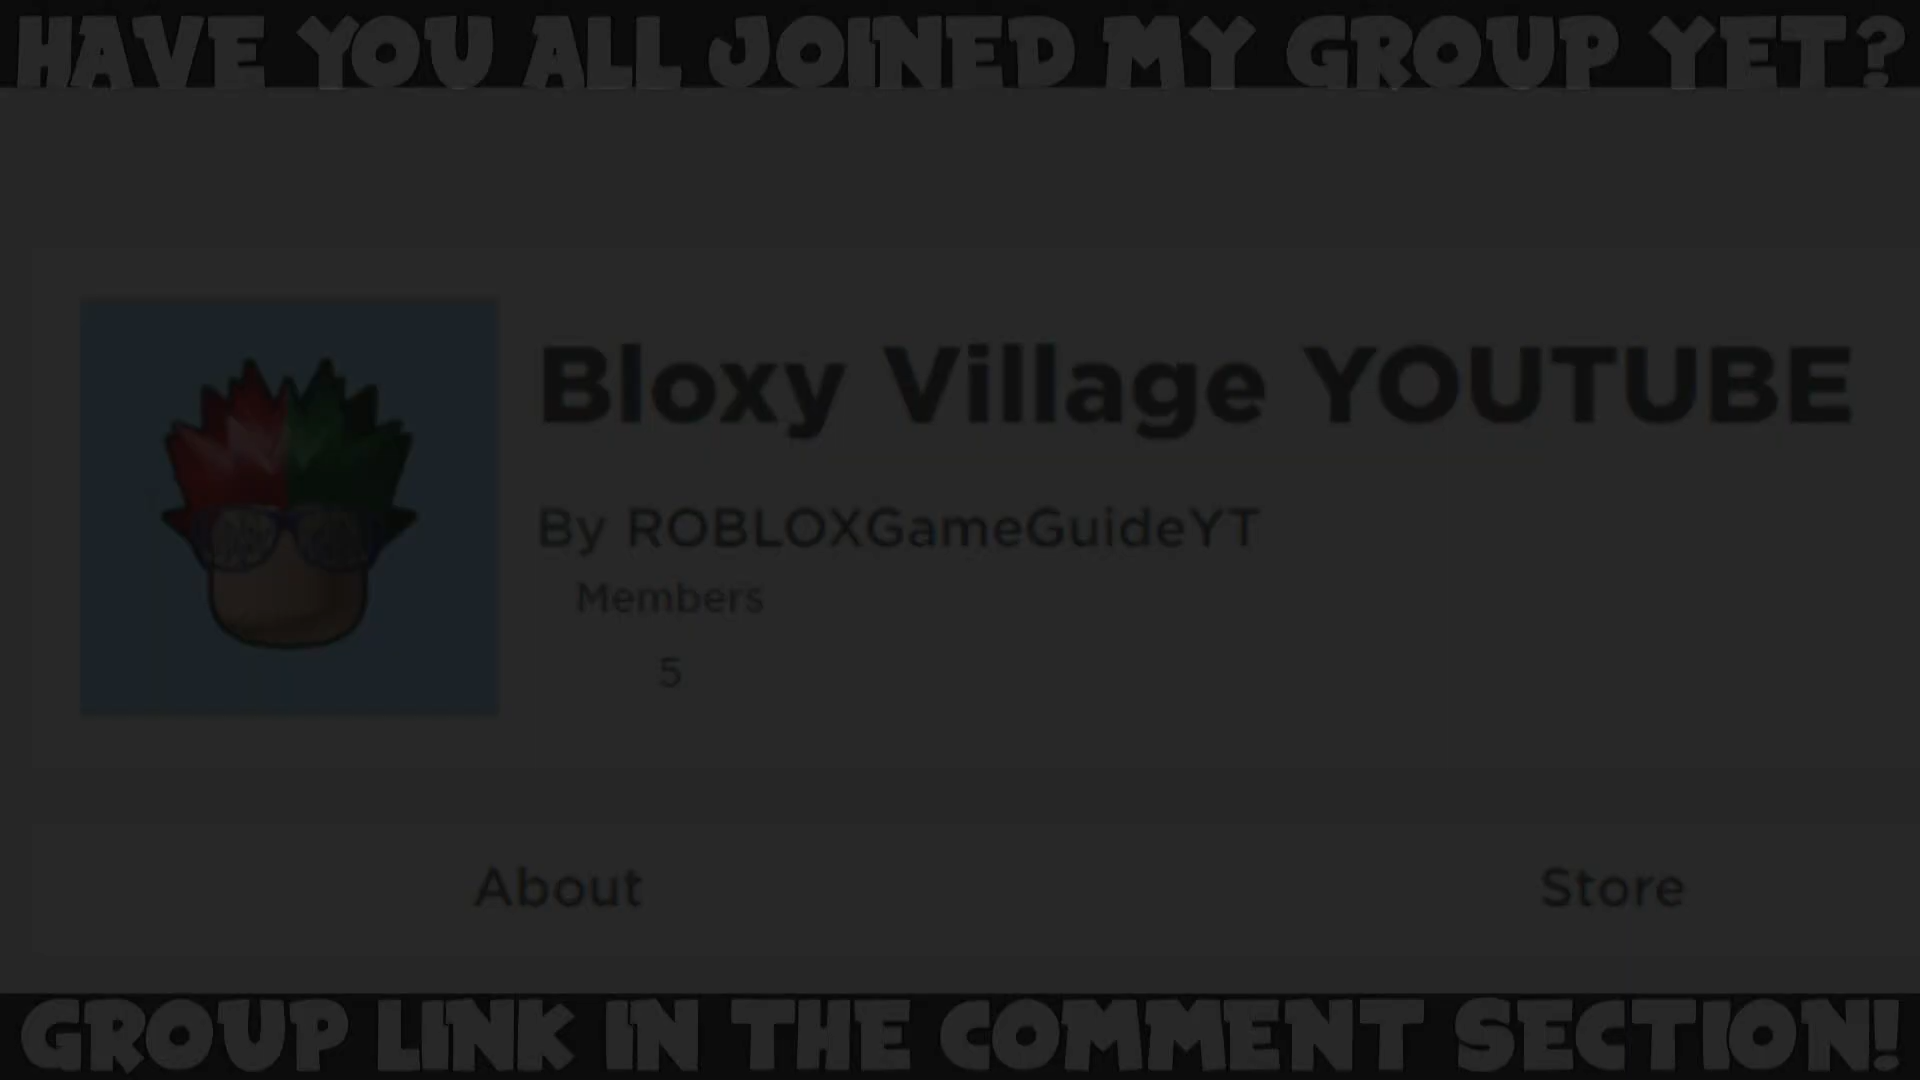 HAVE YOU ALL JOINED MY GROUP YET?
Bloxy Village YOUTUBE
By ROBLOXGameGuideYT
Members
5
About
Store
GROUP LINK IN THE COMMENT SECTION!